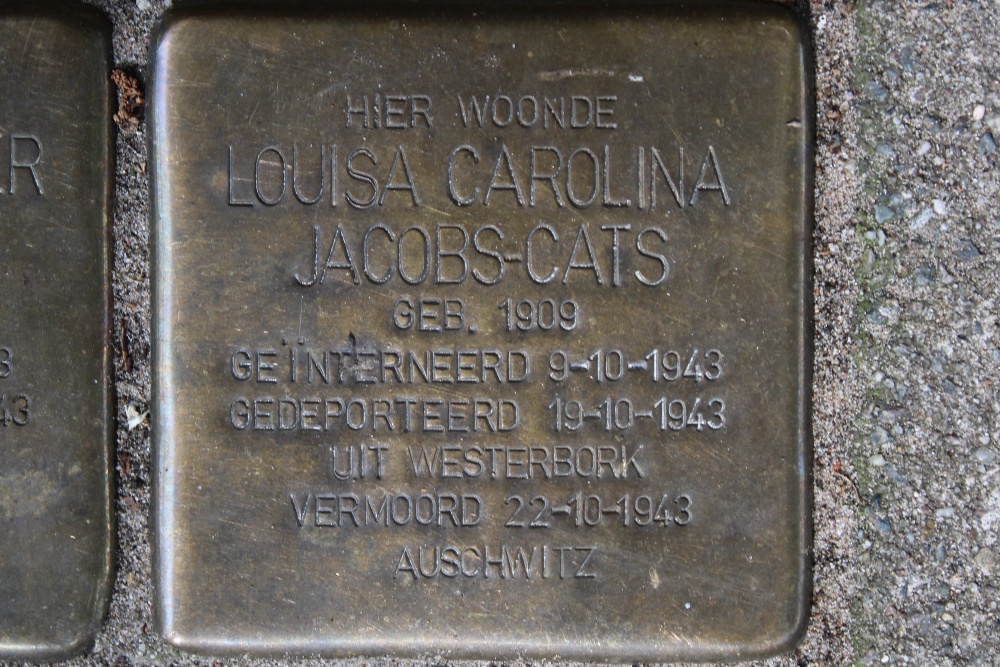 HIER WOONDE
LOUISA CAROLINA
JACOBS-CATS
GEB. 1909
GEÏNTERNEERD 9-10-1943
GEDEPORTEERD 19-10-1943
UIT WESTERBORK
VERMOORD 22-10-1943
AUSCHWITZ